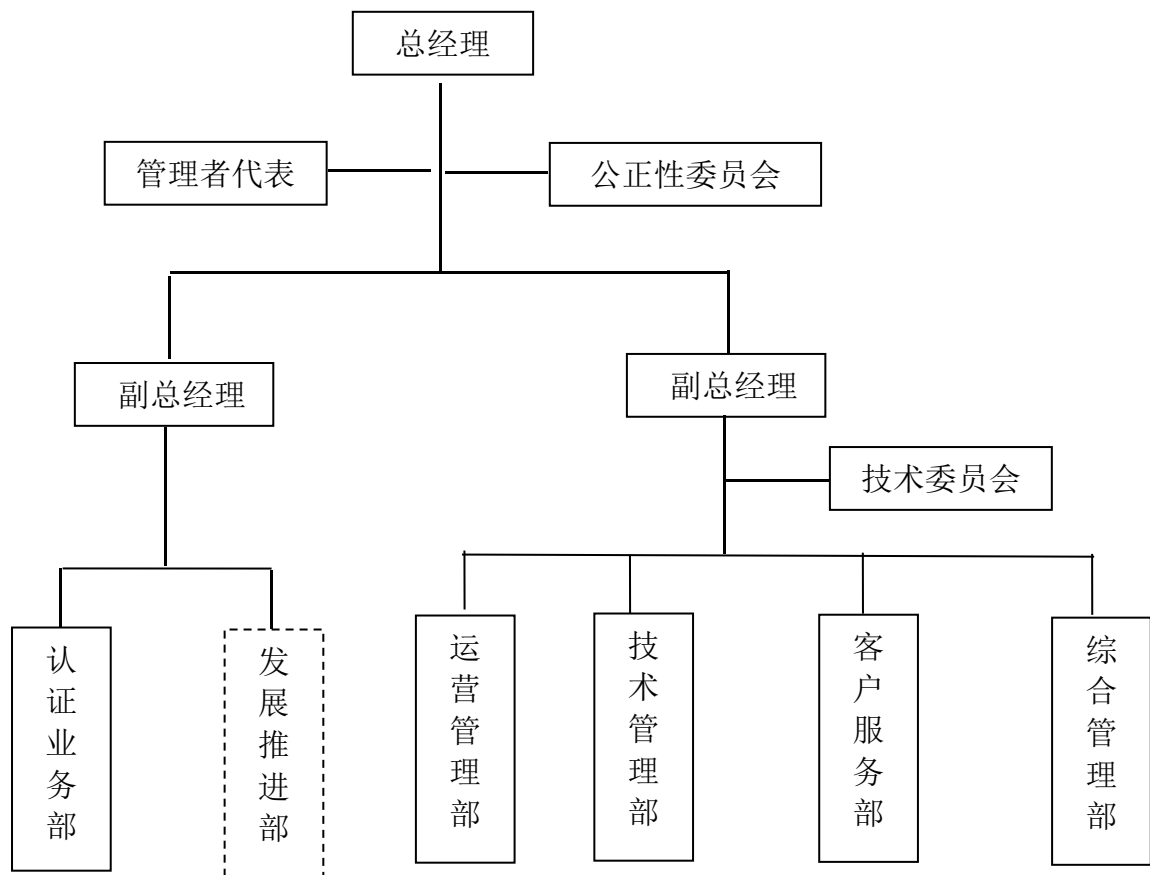 总经理
管理者代表
公正性委员会
副总经理
副总经理
技术委员会
认证业务部
发展推进部
运营管理部
技术管理部
客户服务部
综合管理部